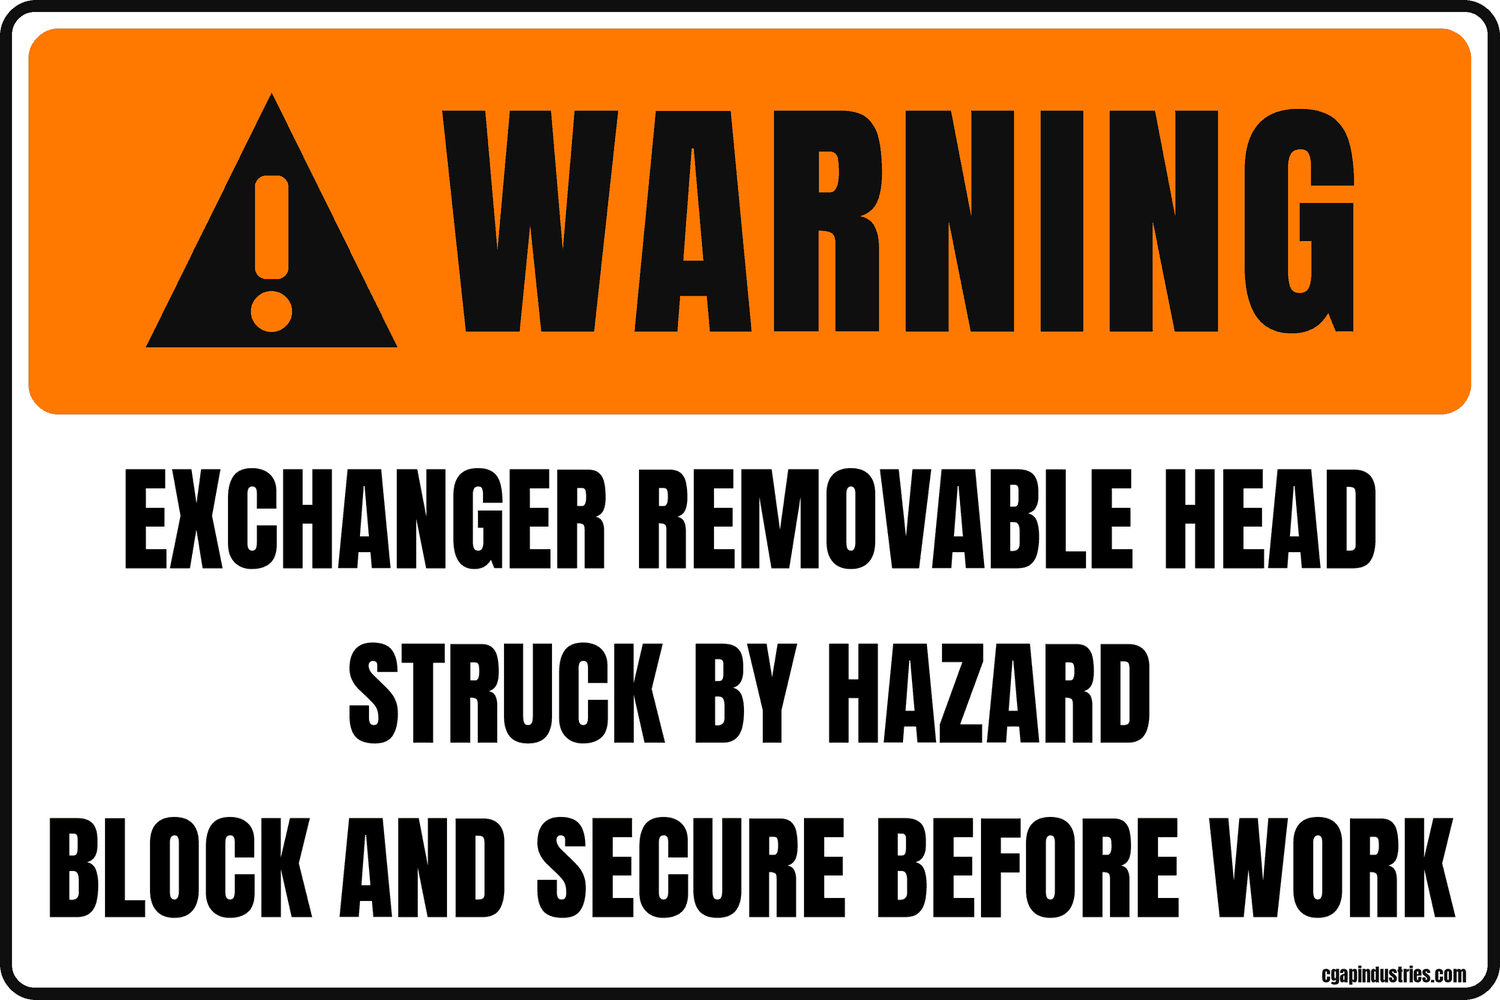 WARNING
EXCHANGER REMOVABLE HEAD
STRUCK BY HAZARD
BLOCK AND SECURE BEFORE WORK
cgapindustries.com